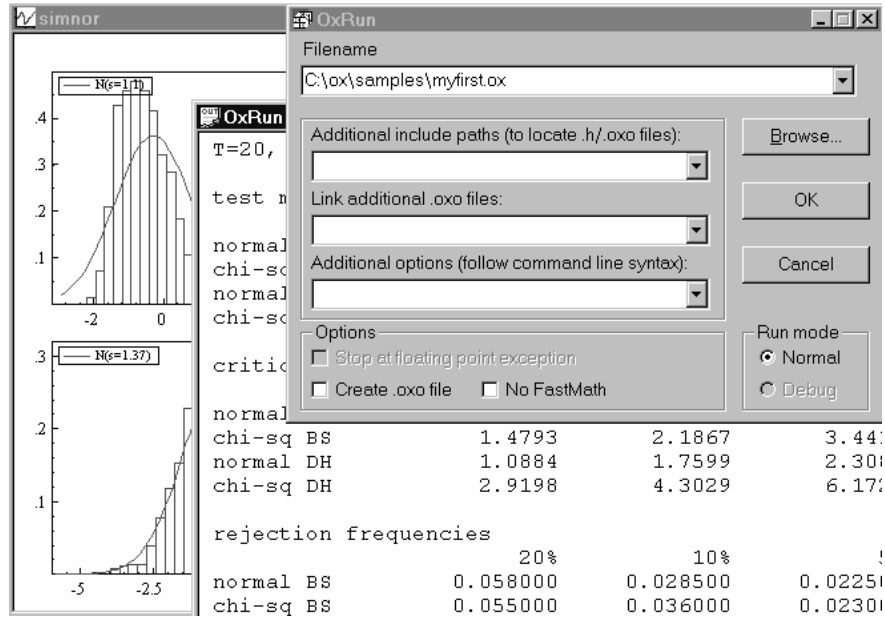 simnor
N(s=1.1)
.4
.3
.2
.1
-2 0
N(s=1.37)
.3
.2
.1
-5 -2.5
OxRun
Filename
C:\ox\samples\myfirst.ox
Additional include paths (to locate .h/.oxo files):
Browse...
Link additional .oxo files:
OK
Additional options (follow command line syntax):
Cancel
Options
Stop at floating point exception
Create .oxo file No FastMath
Run mode
Normal
Debug
OUT OxRun
T=20,
test
normal
chi-sq
normal
chi-sq
normal
chi-sq BS 1.4793 2.1867
normal DH 1.0884 1.7599
chi-sq DH 2.9198 4.3029
rejection frequencies
20% 10%
normal BS 0.058000 0.028500
chi-sq BS 0.055000 0.036000